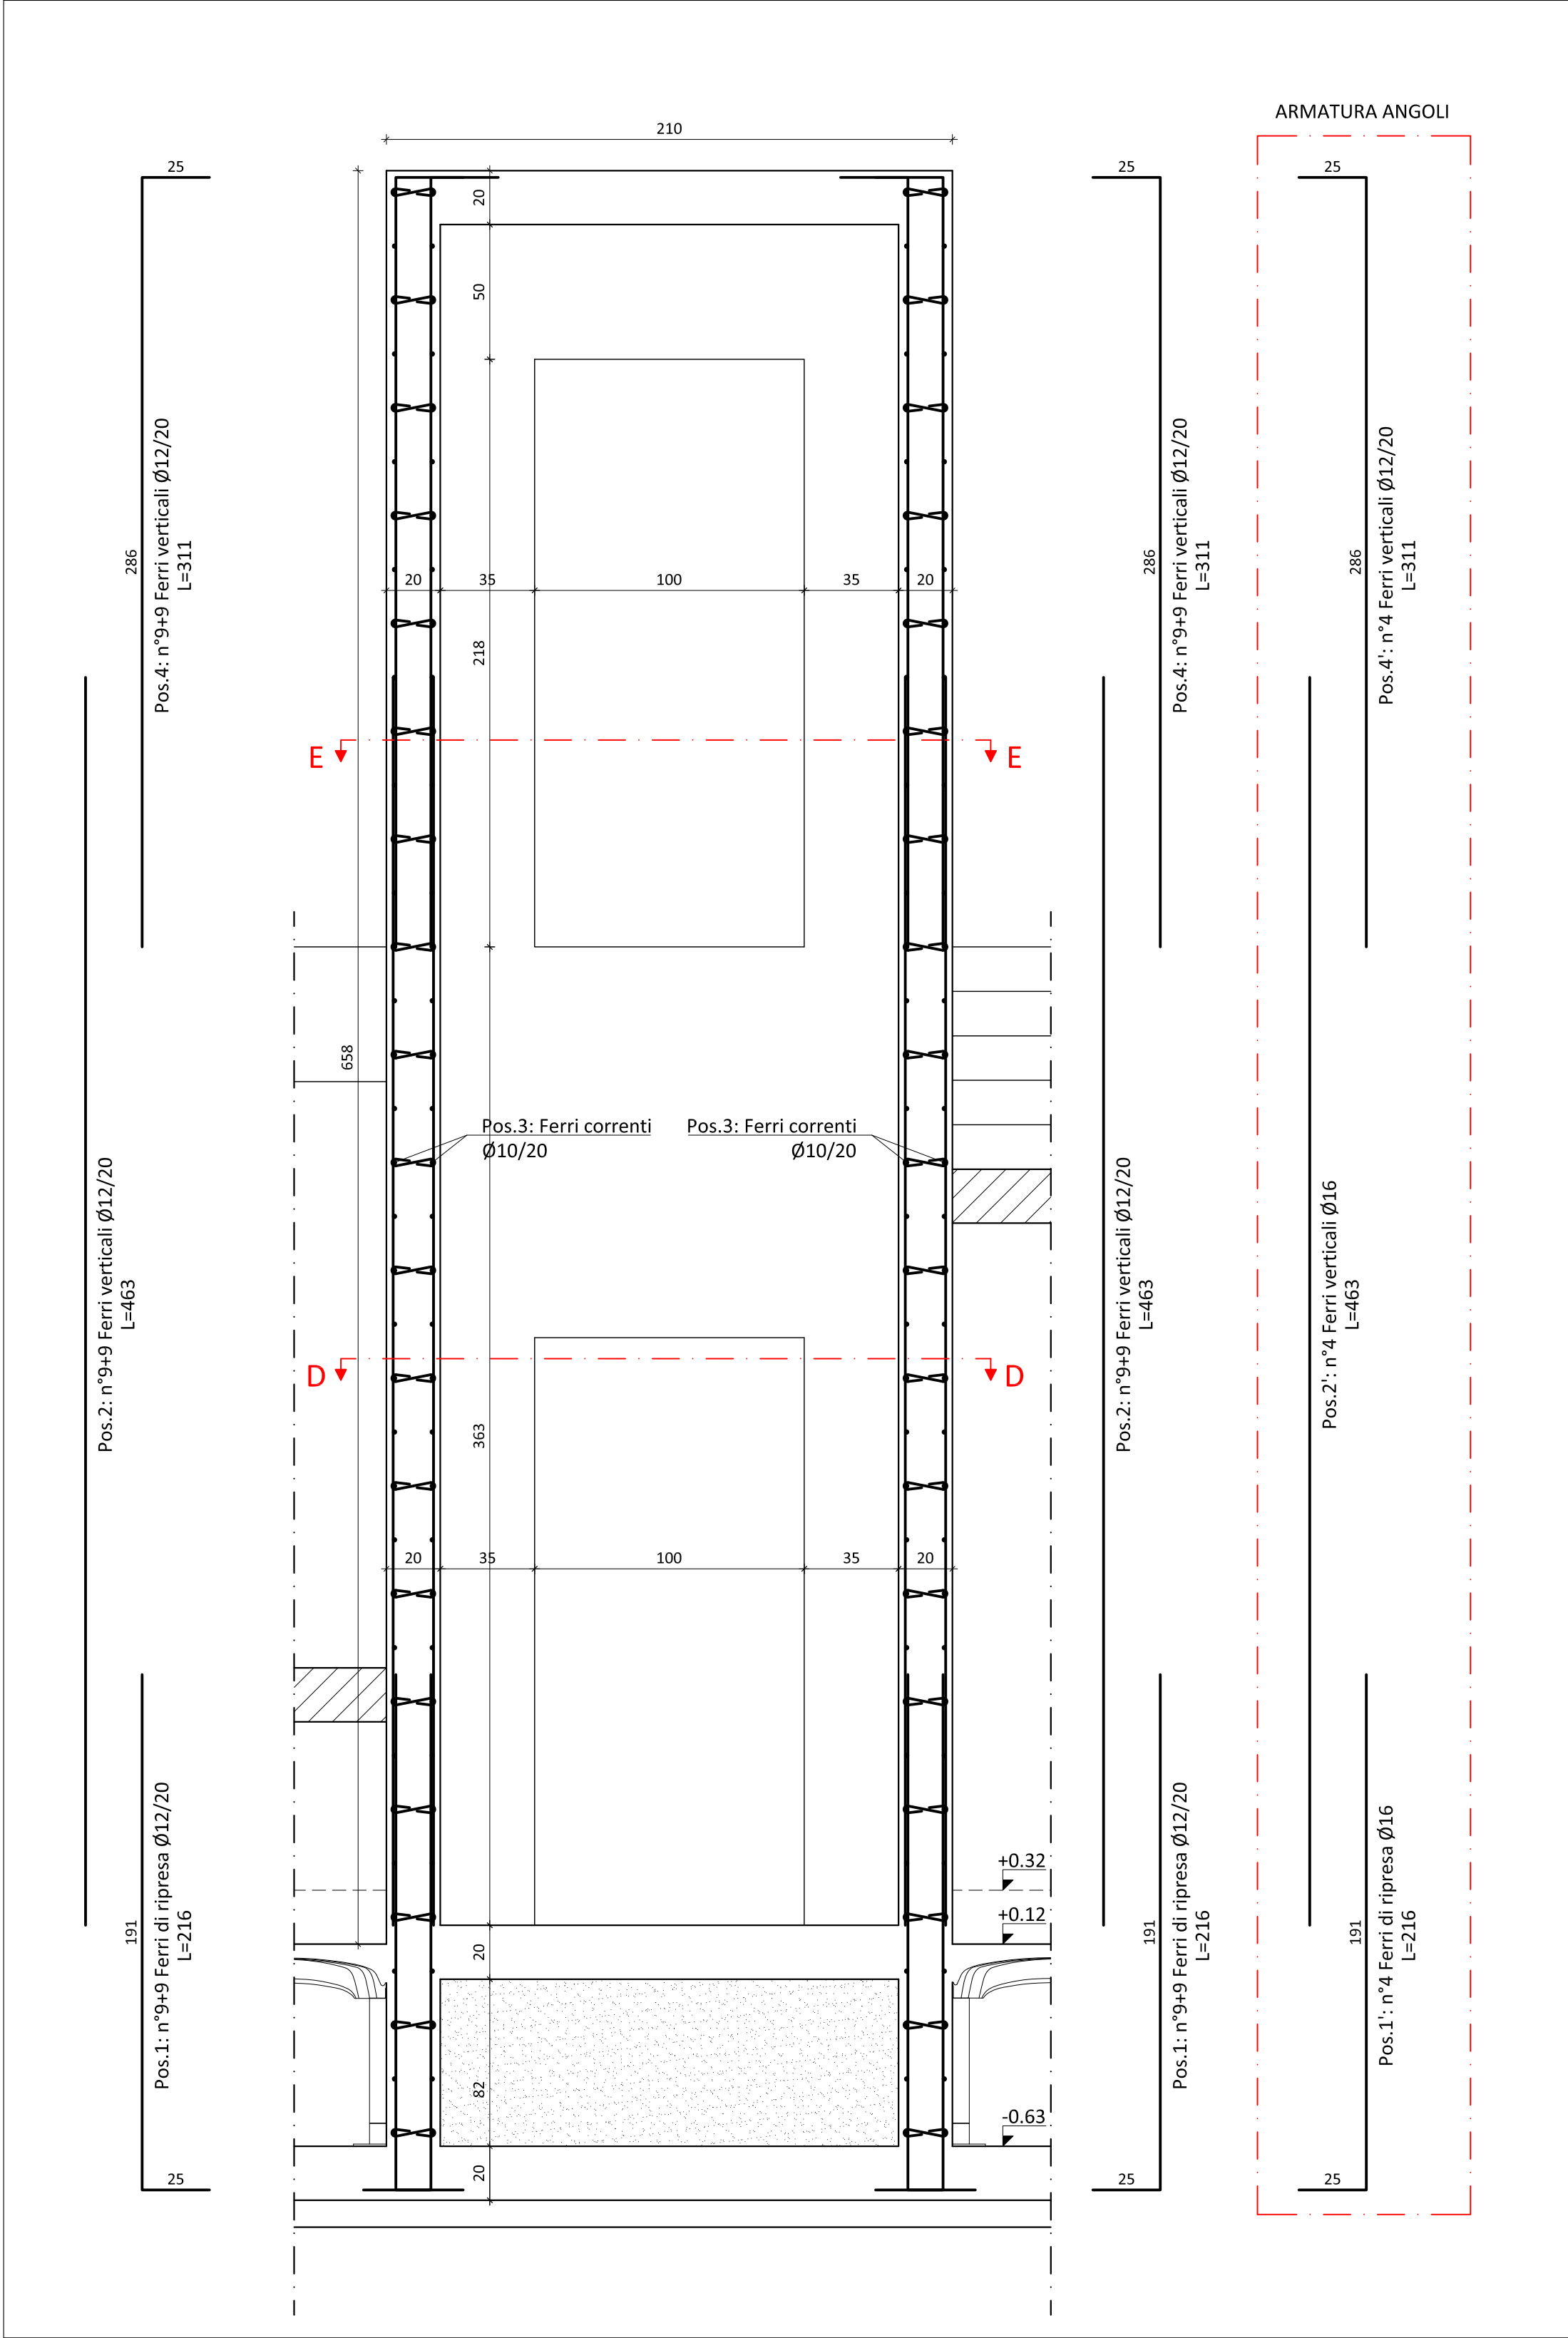 ARMATURA ANGOLI
210
25
25
25
20
50
286
Pos.4: n°9+9 Ferri verticali Ø12/20
L=311
286
Pos.4: n°9+9 Ferri verticali Ø12/20
L=311
286
Pos.4': n°4 Ferri verticali Ø12/20
L=311
20
35
100
35
20
218
E
E
658
Pos.3: Ferri correnti
Ø10/20
Pos.3: Ferri correnti
Ø10/20
Pos.2: n°9+9 Ferri verticali Ø12/20
L=463
Pos.2: n°9+9 Ferri verticali Ø12/20
L=463
Pos.2': n°4 Ferri verticali Ø16
L=463
D
D
363
20
35
100
35
20
191
Pos.1: n°9+9 Ferri di ripresa Ø12/20
L=216
191
Pos.1: n°9+9 Ferri di ripresa Ø12/20
L=216
191
Pos.1': n°4 Ferri di ripresa Ø16
L=216
+0.32
+0.12
20
82
-0.63
20
25
25
25